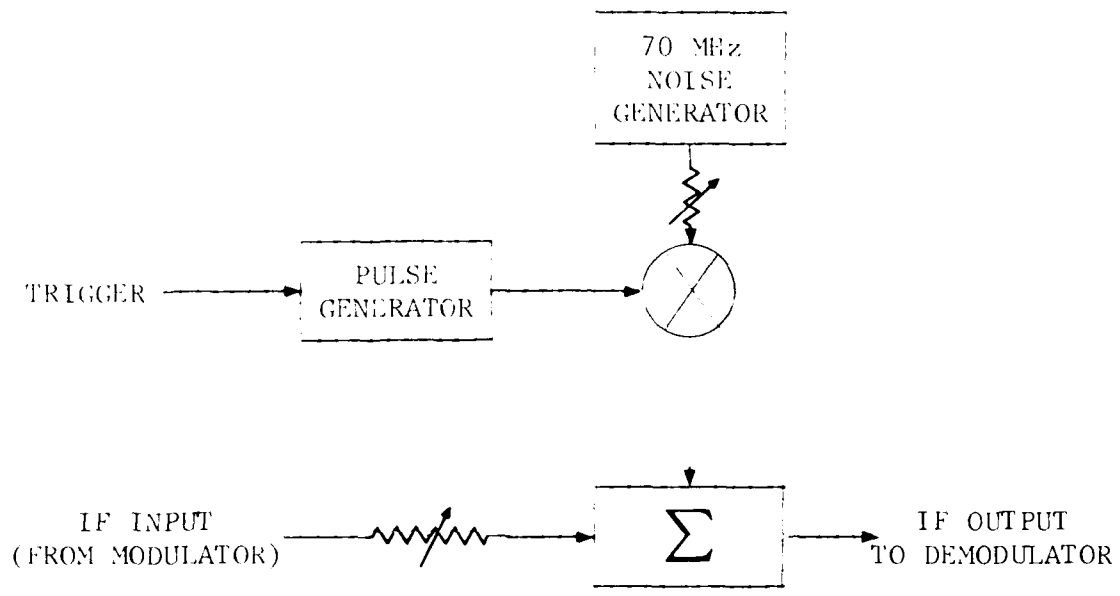 70 MHz
NOISE
GENERATOR
TRIGGER
PULSE
GENERATOR
IF INPUT
(FROM MODULATOR)
Σ
IF OUTPUT
TO DEMODULATOR